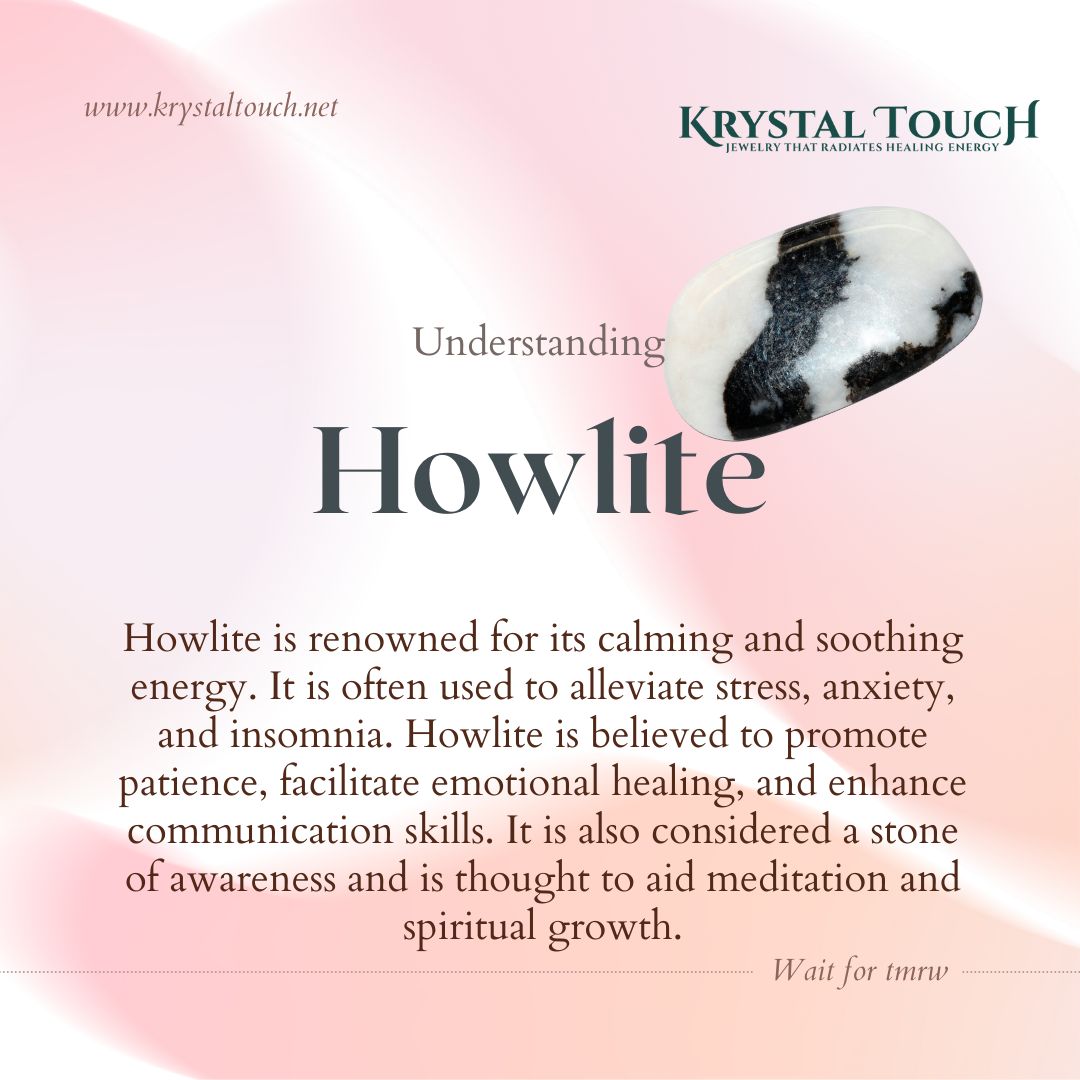 www.krystaltouch.net
KRYSTAL TOUCH
JEWELRY THAT RADIATES HEALING ENERGY
Understanding
Howlite
Howlite is renowned for its calming and soothing
energy. It is often used to alleviate stress, anxiety,
and insomnia. Howlite is believed to promote
patience, facilitate emotional healing, and enhance
communication skills. It is also considered a stone
of awareness and is thought to aid meditation and
spiritual growth.
Wait for tmrw